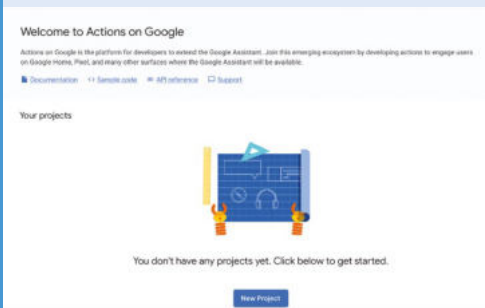 Welcome to Actions on Google
Actions on Google is the platform for developers to extend the Google Assistant. Join this emerging ecosystem by developing actions to engage users
on Google Home, Pixel, and many other surfaces where the Google Assistant will be available.
Documentation <> Sample code API reference Support
Your projects
You don't have any projects yet. Click below to get started.
New Project